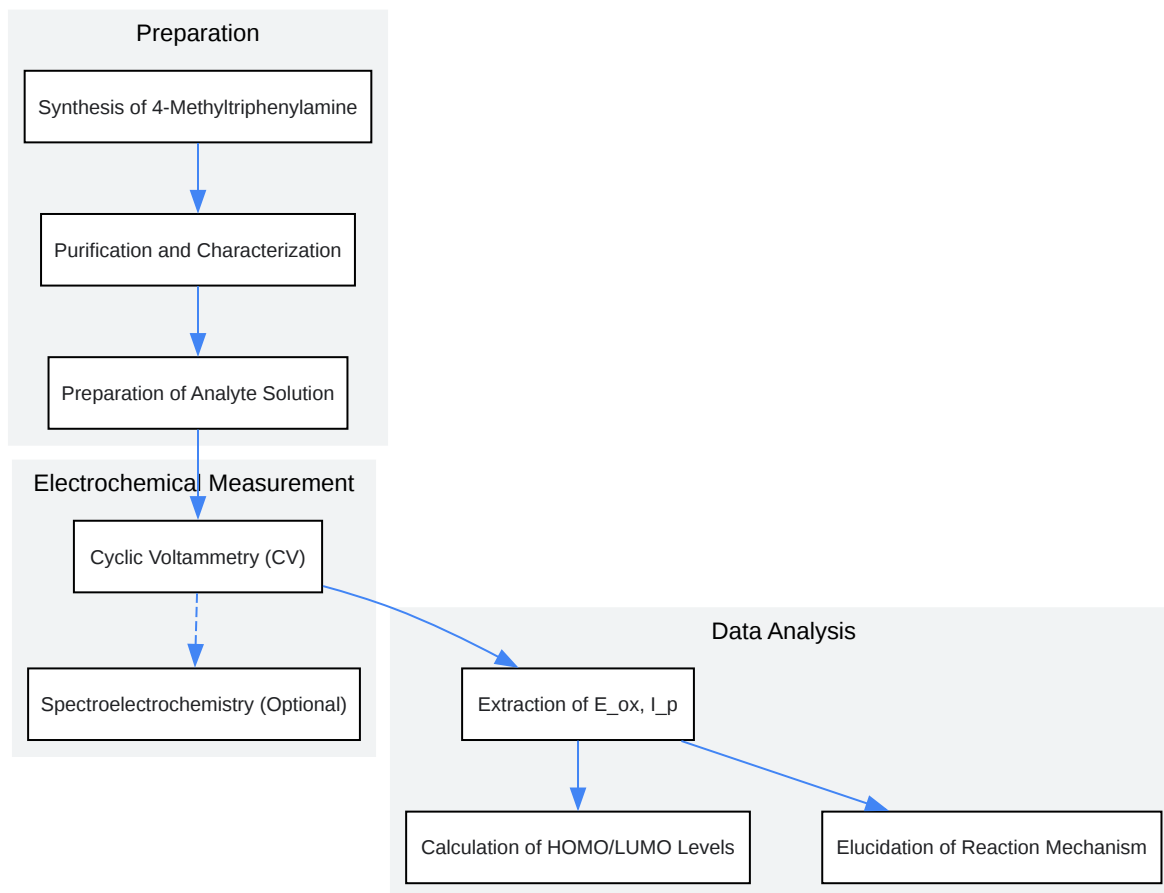 Preparation
Synthesis of 4-Methyltriphenylamine
Purification and Characterization
Preparation of Analyte Solution
Electrochemical Measurement
Cyclic Voltammetry (CV)
Spectroelectrochemistry (Optional)
Data Analysis
Extraction of E_ox, I_p
Calculation of HOMO/LUMO Levels
Elucidation of Reaction Mechanism